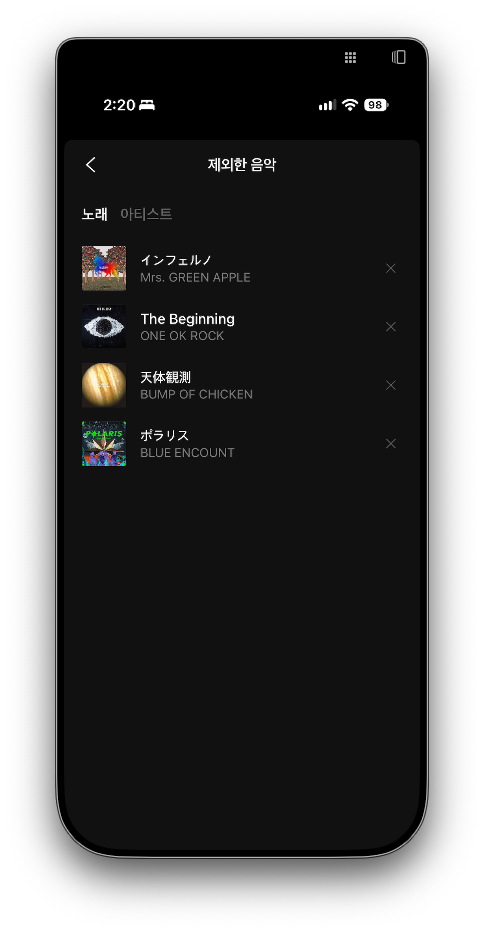 2:20
98
제외한 음악
노래 아티스트
インフェルノ
Mrs. GREEN APPLE
The Beginning
ONE OK ROCK
天体観測
BUMP OF CHICKEN
POLARIS
ポラリス
BLUE ENCOUNT